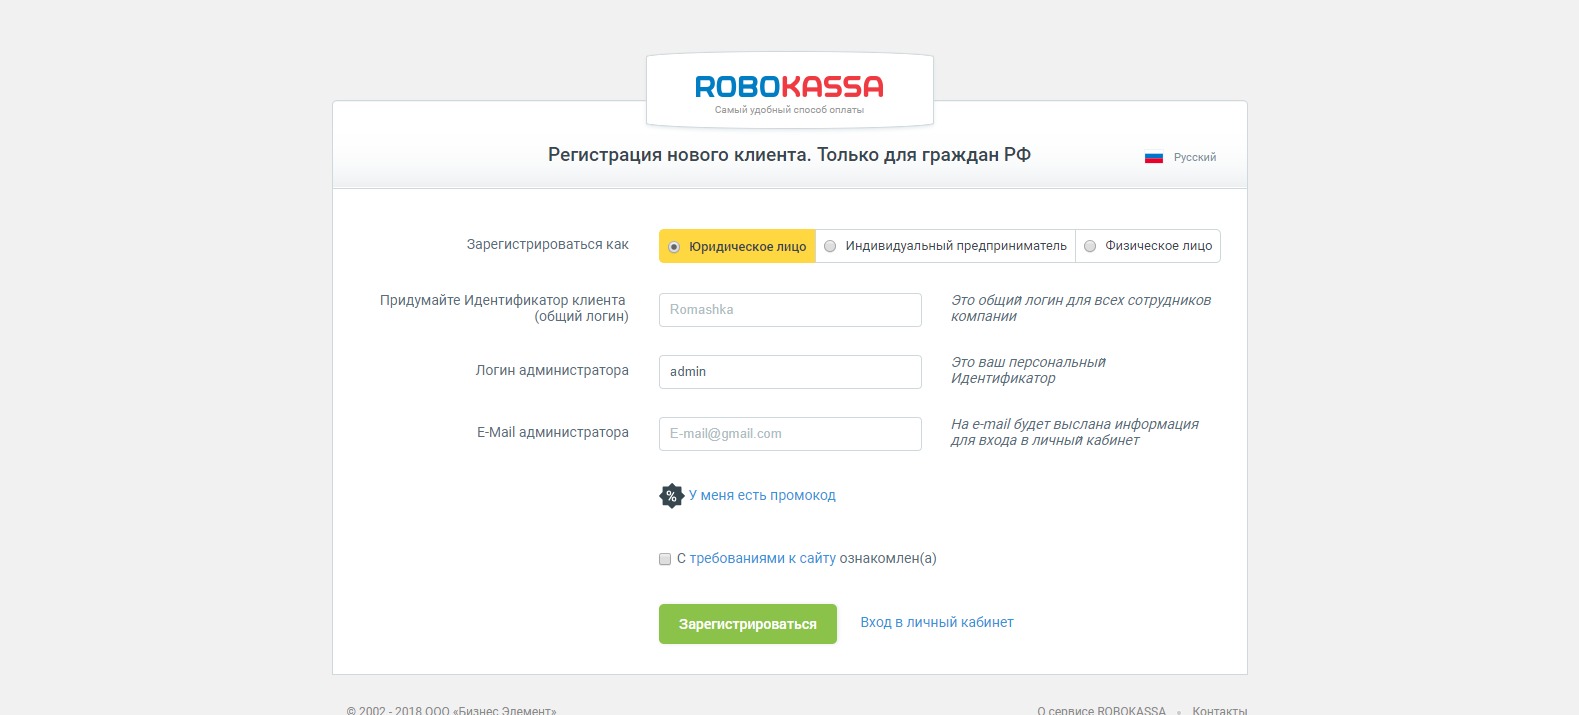 ROBOKASSA
Самый удобный способ оплаты
Регистрация нового клиента. Только для граждан РФ
Русский
Зарегистрироваться как
Юридическое лицо
Индивидуальный предприниматель
Физическое лицо
Придумайте Идентификатор клиента
(общий логин)
Romashka
Это общий логин для всех сотрудников
компании
Логин администратора
admin
Это ваш персональный
Идентификатор
E-Mail администратора
E-mail@gmail.com
На e-mail будет выслана информация
для входа в личный кабинет
% У меня есть промокод
С требованиями к сайту ознакомлен(а)
Зарегистрироваться
Вход в личный кабинет
© 2002 - 2018 ООО «Бизнес Элемент»
О сервисе ROBOKASSA • Контакты